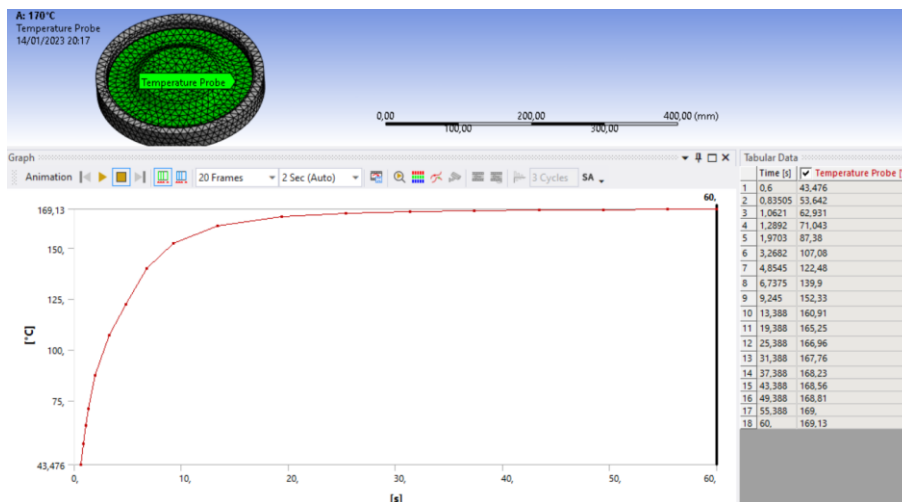 A: 170°C
Temperature Probe
14/01/2023 20:17
Temperature Probe
0,00 200,00 400,00 (mm)
100,00 300,00
Graph
Animation 20 Frames 2 Sec (Auto) 3 Cycles SA
60,
169,13
150,
125,
100,
75,
43,476
[°C]
0, 10, 20, 30, 40, 50, 60,
[s]
Tabular Data
Time [s] Temperature Probe [
1 0,6 43,476
2 0,83505 53,642
3 1,0621 62,931
4 1,2892 71,043
5 1,9703 87,38
6 3,2682 107,08
7 4,8545 122,48
8 6,7375 139,9
9 9,245 152,33
10 13,388 160,91
11 19,388 165,25
12 25,388 166,96
13 31,388 167,76
14 37,388 168,23
15 43,388 168,56
16 49,388 168,81
17 55,388 169,
18 60, 169,13